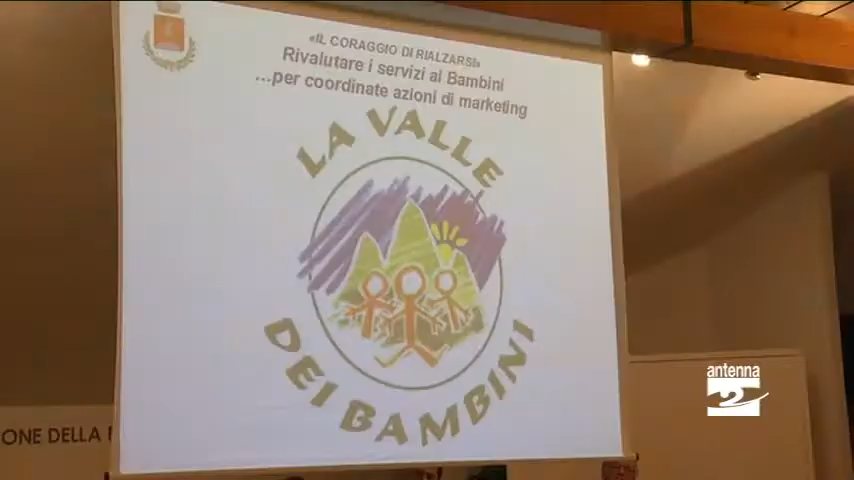 «IL CORAGGIO DI RIALZARSI»
Rivalutare i servizi ai Bambini
...per coordinate azioni di marketing
LA VALLE
DEI BAMBINI
antenna
2
ONE DELLA